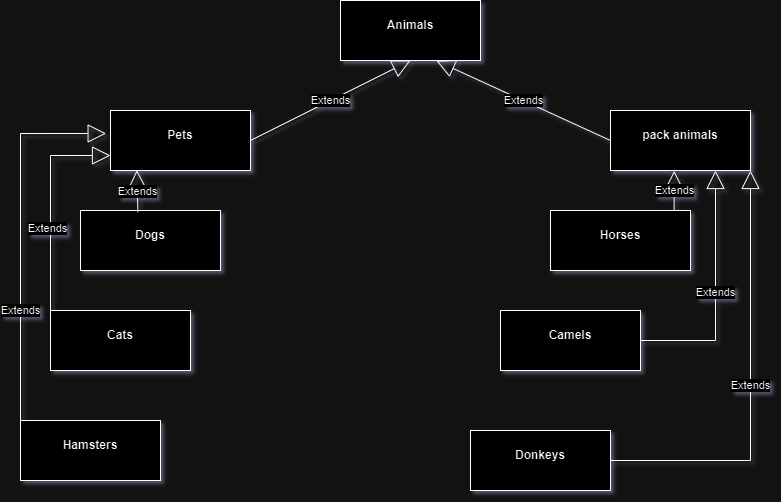 Animals
Extends
Extends
Pets
pack animals
Extends
Extends
Extends
Dogs
Horses
Extends
Extends
Cats
Camels
Extends
Hamsters
Donkeys